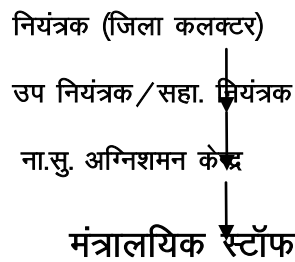 नियंत्रक (जिला कलक्टर)
उप नियंत्रक/सहा. नियंत्रक
ना.सु. अग्निशमन केन्द्र
मंत्रालयिक स्टॉफ